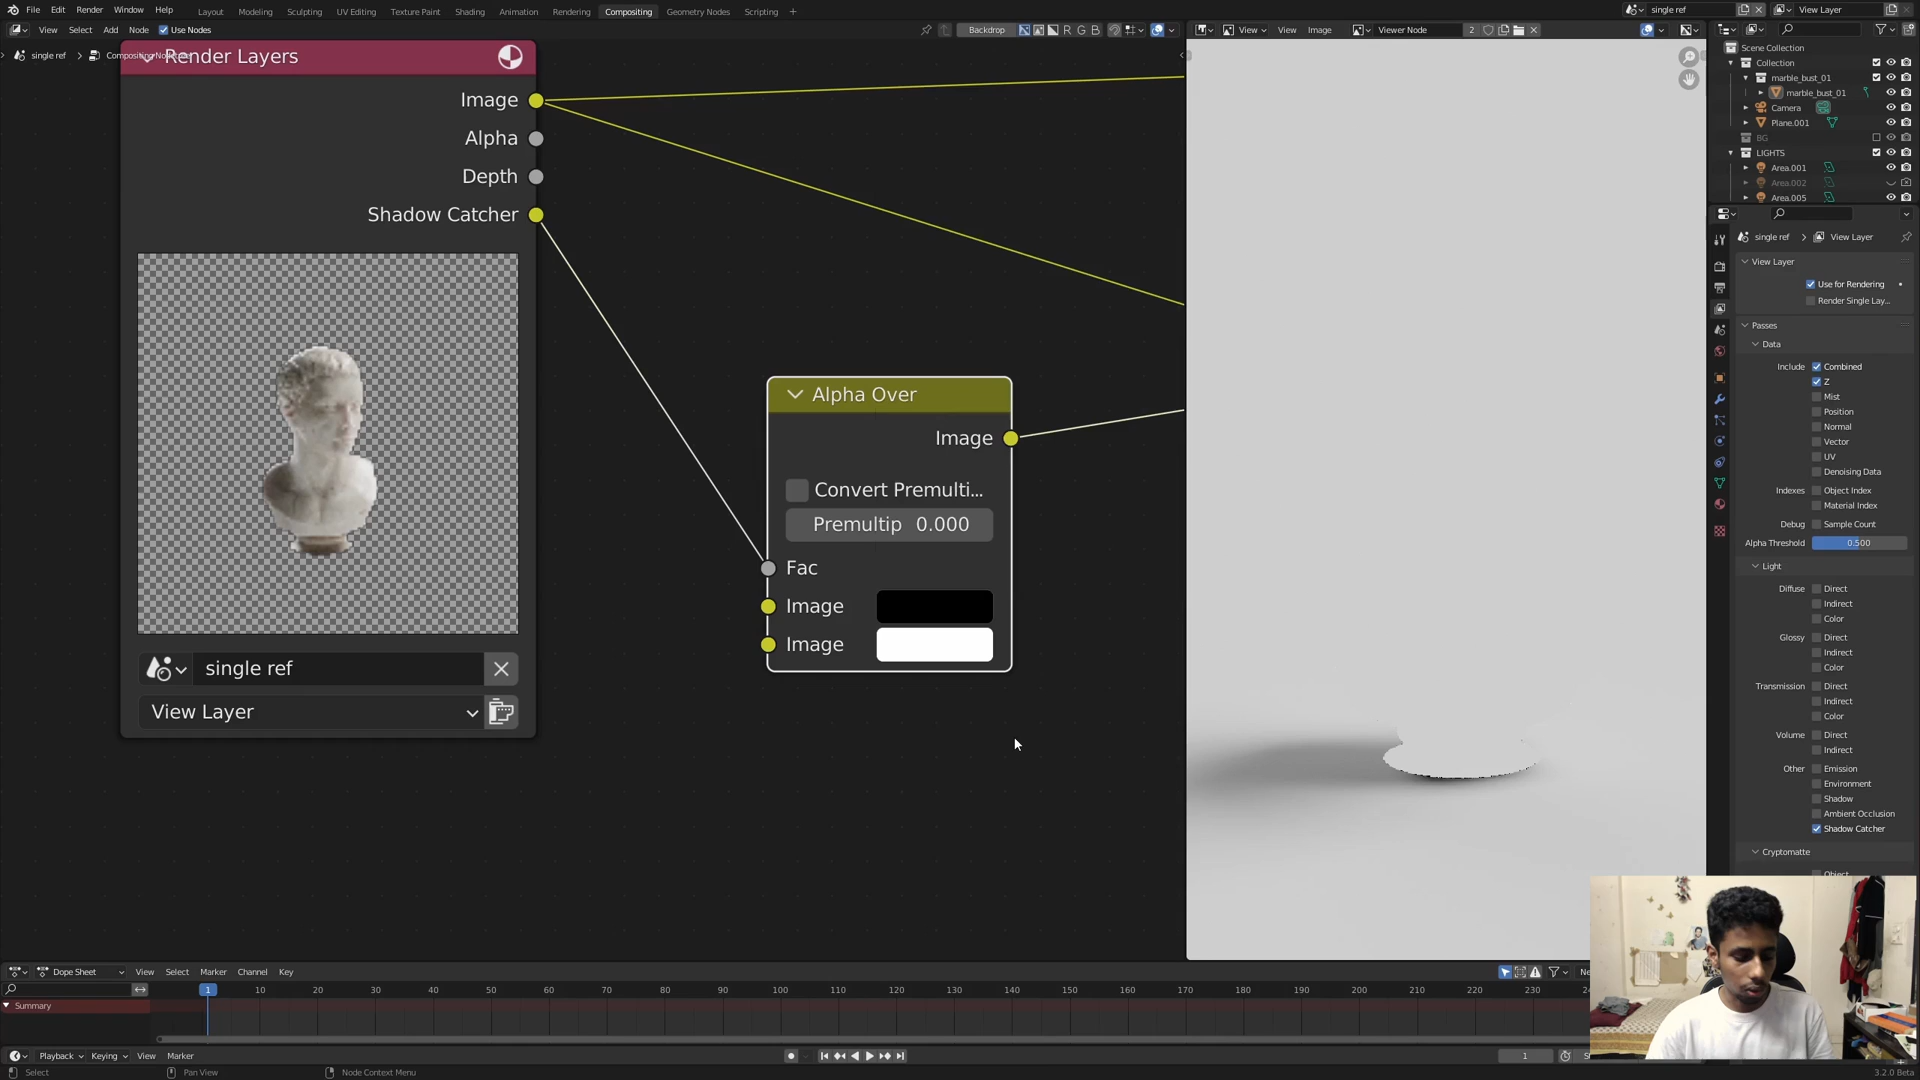 File Edit Render Window Help Layout Modeling Sculpting UV Editing Texture Paint Shading Animation Rendering Compositing Geometry Nodes Scripting + single ref View Layer
View Select Add Node Use Nodes Backdrop R G B View View Image Viewer Node 2
single ref >
Render Layers
Image
Alpha
Depth
Shadow Catcher
single ref
View Layer
Alpha Over
Image
Convert Premulti...
Premultip 0.000
Fac
Image
Image
Scene Collection
Collection
marble_bust_01
marble_bust_01
Camera
Plane.001
BG
LIGHTS
Area.001
Area.002
Area.005
single ref > View Layer
View Layer
Use for Rendering
Render Single Lay...
Passes
Data
Include Combined
Z
Mist
Position
Normal
Vector
UV
Denoising Data
Indexes Object Index
Material Index
Debug Sample Count
Alpha Threshold 0.500
Light
Diffuse Direct
Indirect
Color
Glossy Direct
Indirect
Color
Transmission Direct
Indirect
Color
Volume Direct
Indirect
Other Emission
Environment
Shadow
Ambient Occlusion
Shadow Catcher
Cryptomatte
Dope Sheet View Select Marker Channel Key
1 10 20 30 40 50 60 70 80 90 100 110 120 130 140 150 160 170 180 190 200 210 220 230
Summary
Playback Keying View Marker 1
Select Pan View Node Context Menu 3.2.0 Beta